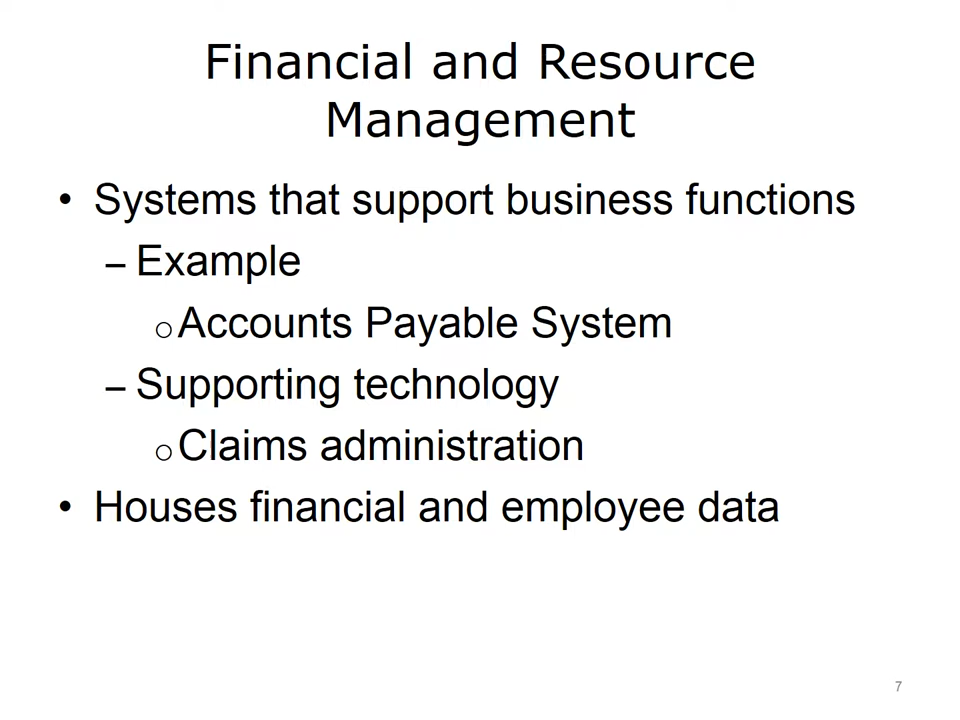 Financial and Resource
Management
• Systems that support business functions
– Example
o Accounts Payable System
– Supporting technology
o Claims administration
• Houses financial and employee data
7